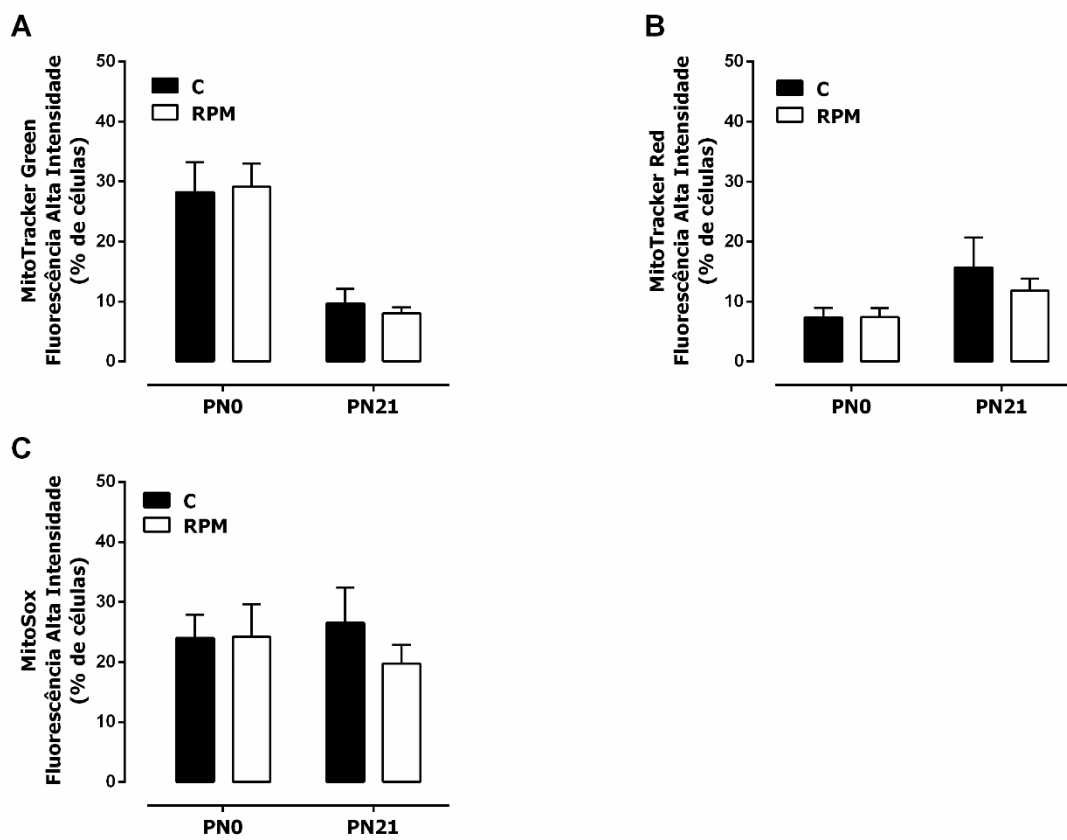 A
MitoTracker Green
Fluorescência Alta Intensidade
(% de células)
50
40
30
20
10
0
C
RPM
PN0
PN21
B
MitoTracker Red
Fluorescência Alta Intensidade
(% de células)
50
40
30
20
10
0
C
RPM
PN0
PN21
C
MitoSox
Fluorescência Alta Intensidade
(% de células)
50
40
30
20
10
0
C
RPM
PN0
PN21